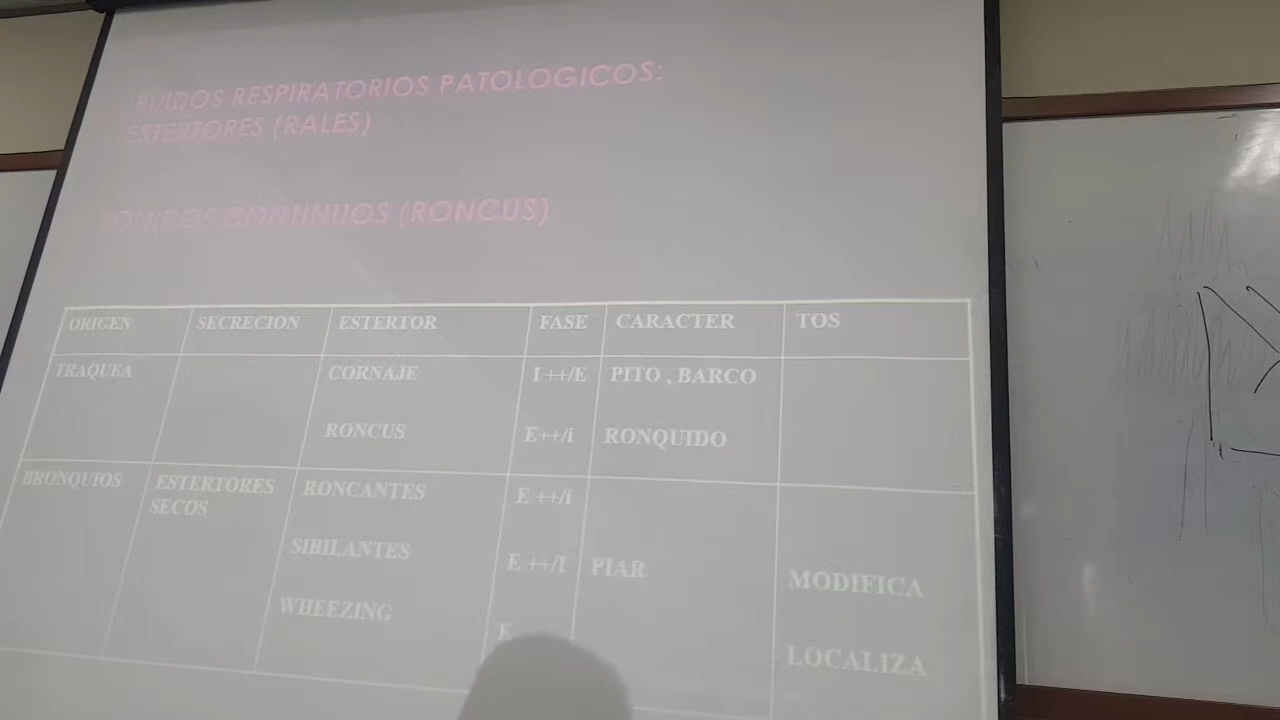 RUIDOS RESPIRATORIOS PATOLOGICOS:
ESTERTORES (RALES)
SONIDOS CONTINUOS (RONCUS)
ORIGEN SECRECION ESTERTOR FASE CARACTER TOS
TRAQUEA CORNAJE I ++/E PITO , BARCO
RONCUS E++/i RONQUIDO
BRONQUIOS ESTERTORES SECOS RONCANTES E ++/i
SIBILANTES E ++/I PIAR MODIFICA
WHEEZING E LOCALIZA